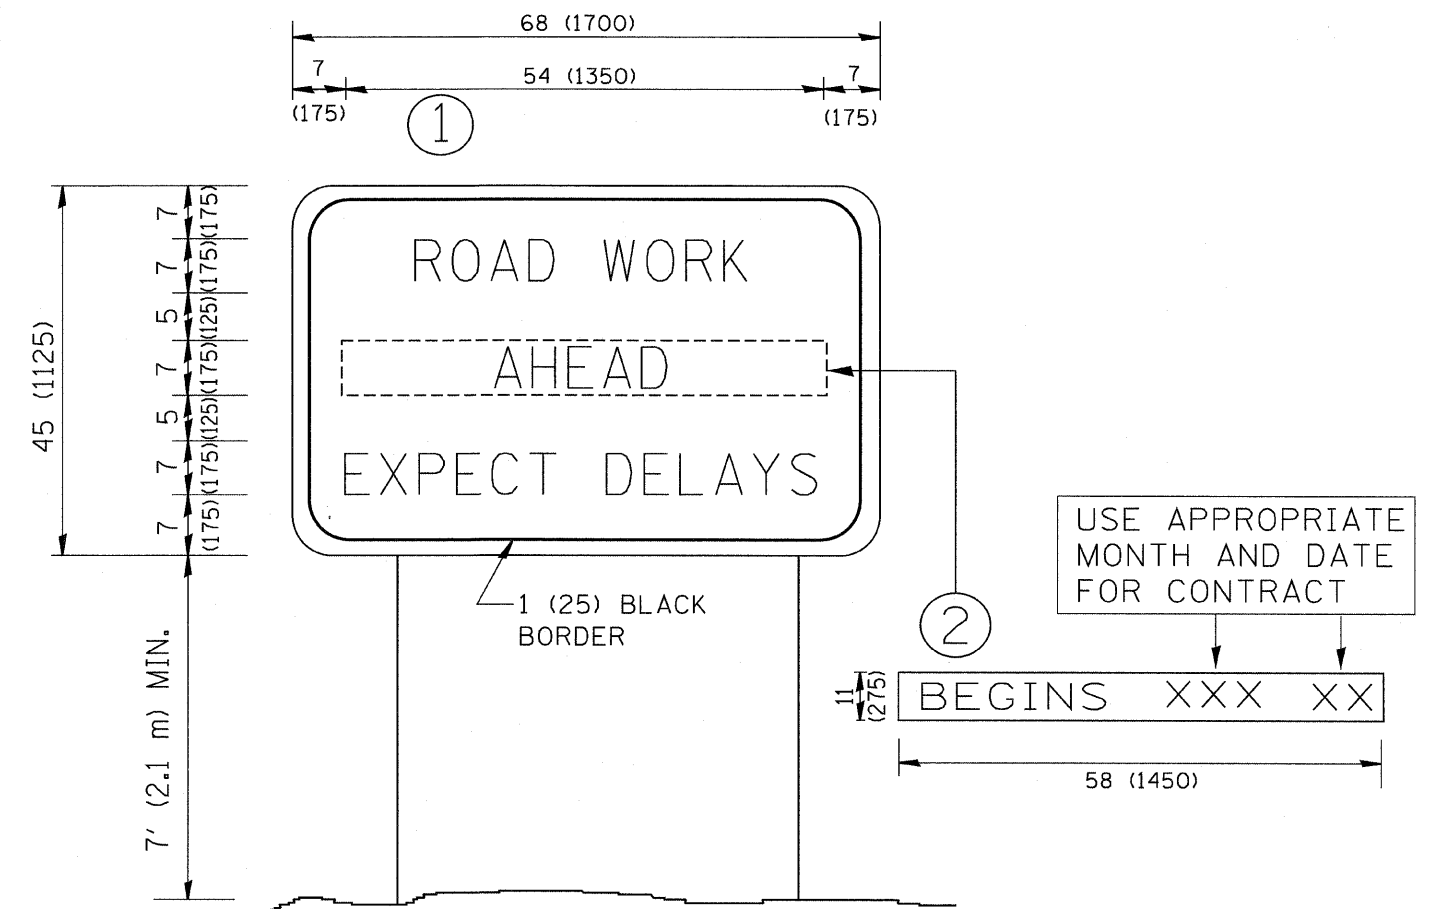 68 (1700)
7
54 (1350)
7
(175)
(175)
1
45 (1125)
7
(175)
7
(175)
5
(125)
7
(175)
5
(125)
7
(175)
7
(175)
ROAD WORK
AHEAD
EXPECT DELAYS
1 (25) BLACK
BORDER
7' (2.1 m) MIN.
2
USE APPROPRIATE
MONTH AND DATE
FOR CONTRACT
11
(275)
BEGINS XXX XX
58 (1450)